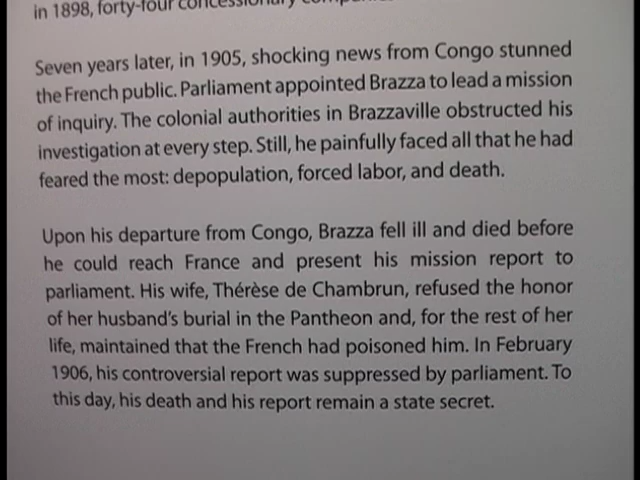 in 1898, forty-four concessionary
Seven years later, in 1905, shocking news from Congo stunned
the French public. Parliament appointed Brazza to lead a mission
of inquiry. The colonial authorities in Brazzaville obstructed his
investigation at every step. Still, he painfully faced all that he had
feared the most: depopulation, forced labor, and death.
Upon his departure from Congo, Brazza fell ill and died before
he could reach France and present his mission report to
parliament. His wife, Thérèse de Chambrun, refused the honor
of her husband's burial in the Pantheon and, for the rest of her
life, maintained that the French had poisoned him. In February
1906, his controversial report was suppressed by parliament. To
this day, his death and his report remain a state secret.